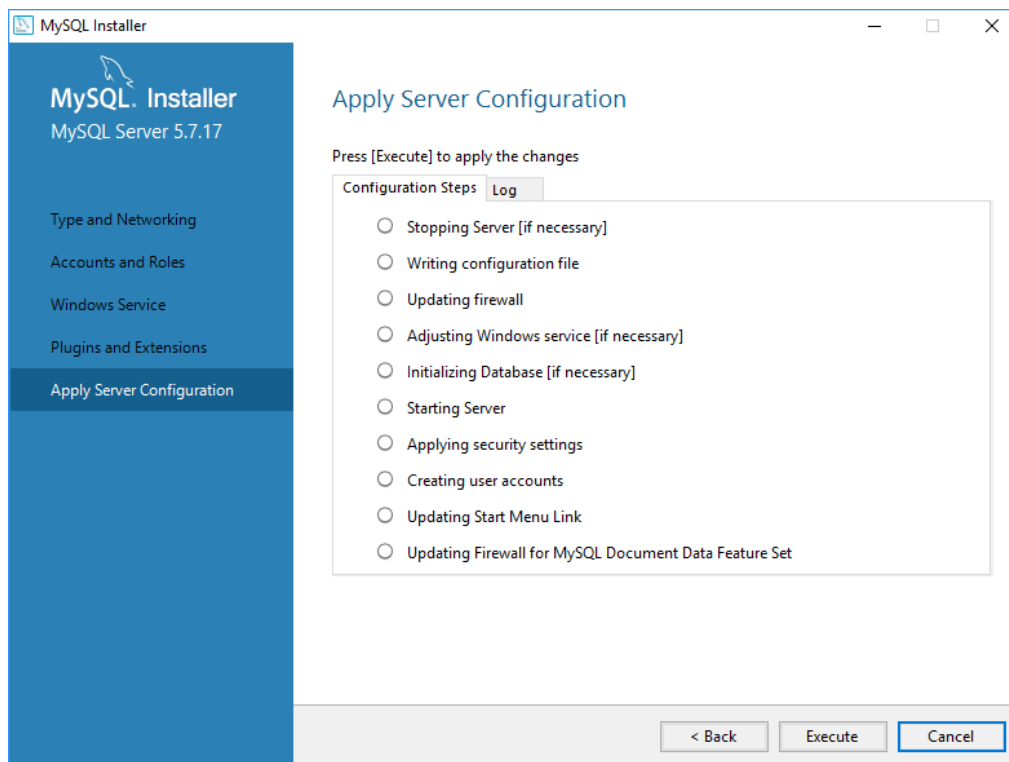 MySQL Installer
MySQL. Installer
MySQL Server 5.7.17
Type and Networking
Accounts and Roles
Windows Service
Plugins and Extensions
Apply Server Configuration
Apply Server Configuration
Press [Execute] to apply the changes
Configuration Steps Log
Stopping Server [if necessary]
Writing configuration file
Updating firewall
Adjusting Windows service [if necessary]
Initializing Database [if necessary]
Starting Server
Applying security settings
Creating user accounts
Updating Start Menu Link
Updating Firewall for MySQL Document Data Feature Set
< Back Execute Cancel